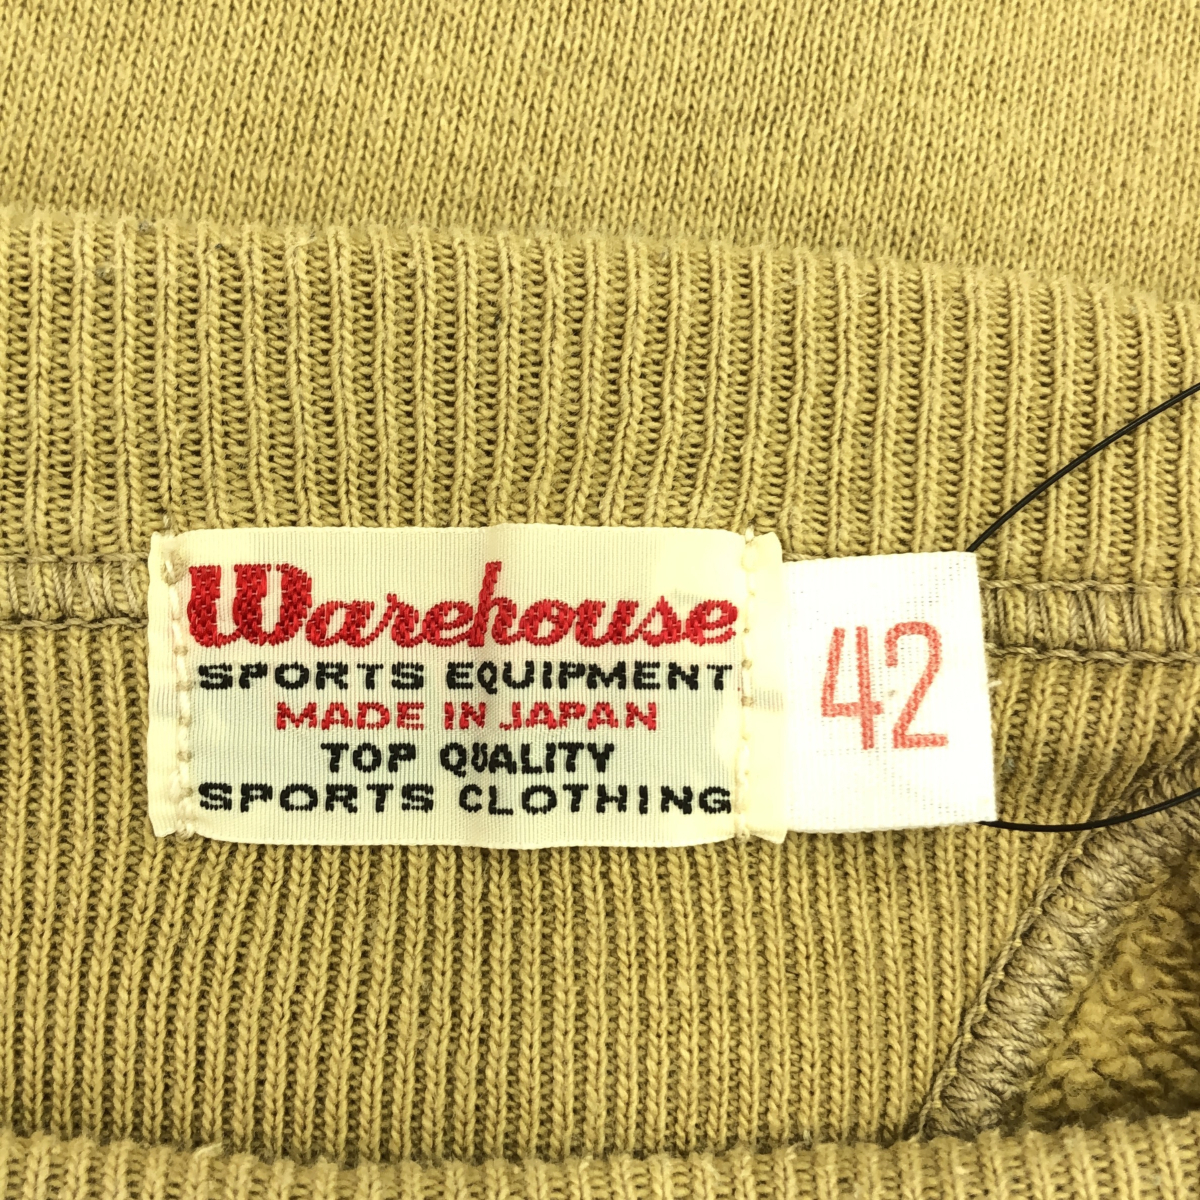 Warehouse
SPORTS EQUIPMENT
MADE IN JAPAN
TOP QUALITY
SPORTS CLOTHING
42